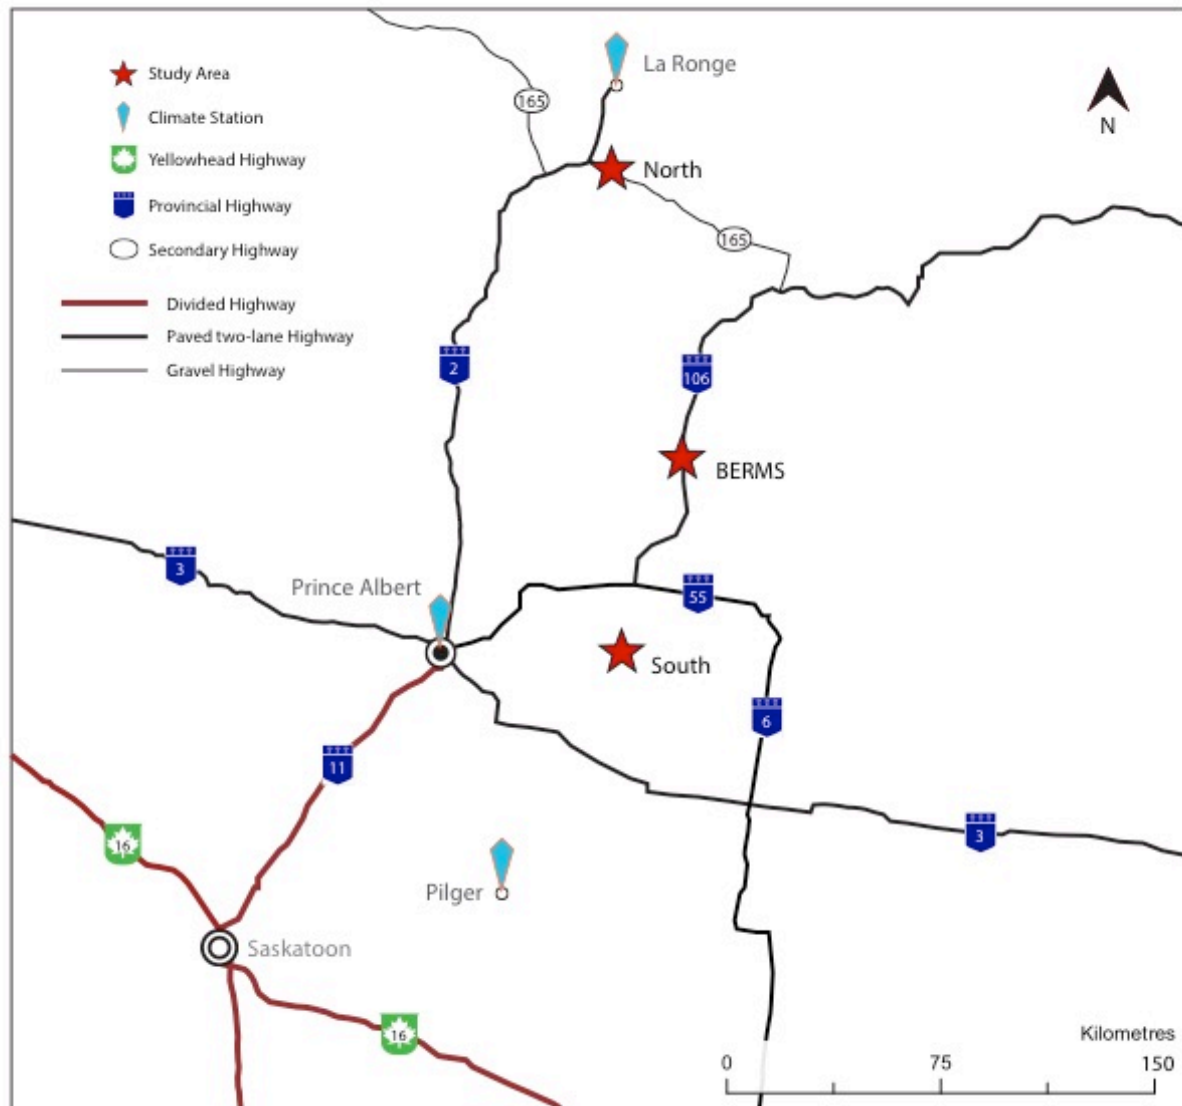 La Ronge
Study Area
165
N
Climate Station
Yellowhead Highway
North
Provincial Highway
165
Secondary Highway
Divided Highway
Paved two-lane Highway
2
Gravel Highway
106
BERMS
3
Prince Albert
55
South
6
11
3
16
Pilger
Saskatoon
16
Kilometres
0 75 150